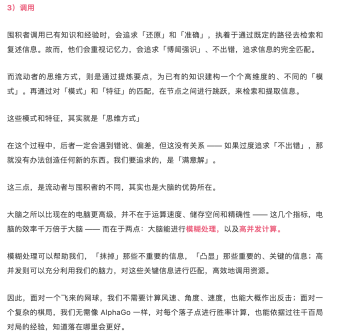 3）调用
囤积者调用已有知识和经验时，会追求「还原」和「准确」，执着于通过既定的路径去检索和
复述信息。故而，他们会重视记忆力，会追求「博闻强识」、不出错，追求信息的完全匹配。
而流动者的思维方式，则是通过提炼要点，为已有的知识建构一个个高维度的、不同的「模
式」。再通过对「模式」和「特征」的匹配，在节点之间进行跳跃，来检索和提取信息。
这些模式和特征，其实就是「思维方式」
在这个过程中，后者一定会遇到错讹、偏差，但这没有关系 —— 如果过度追求「不出错」，那
就没有办法创造任何新的东西。我们要追求的，是「满意解」。
这三点，是流动者与囤积者的不同，其实也是大脑的优势所在。
大脑之所以比现在的电脑更高级，并不在于运算速度、储存空间和精确性 —— 这几个指标，电
脑的效率千万倍于大脑 —— 而在于两点：大脑能进行模糊处理，以及高并发计算。
模糊处理可以帮助我们，「抹掉」那些不重要的信息，「凸显」那些重要的、关键的信息；高
并发则可以充分利用我们的脑力，对这些关键信息进行匹配，高效地调用资源。
因此，面对一个飞来的网球，我们不需要计算风速、角度、速度，也能大概作出反击；面对一
个复杂的棋局，我们无需像 AlphaGo 一样，对每个落子点进行胜率计算，也能依据过往千百局
对局的经验，知道落在哪里会更好。